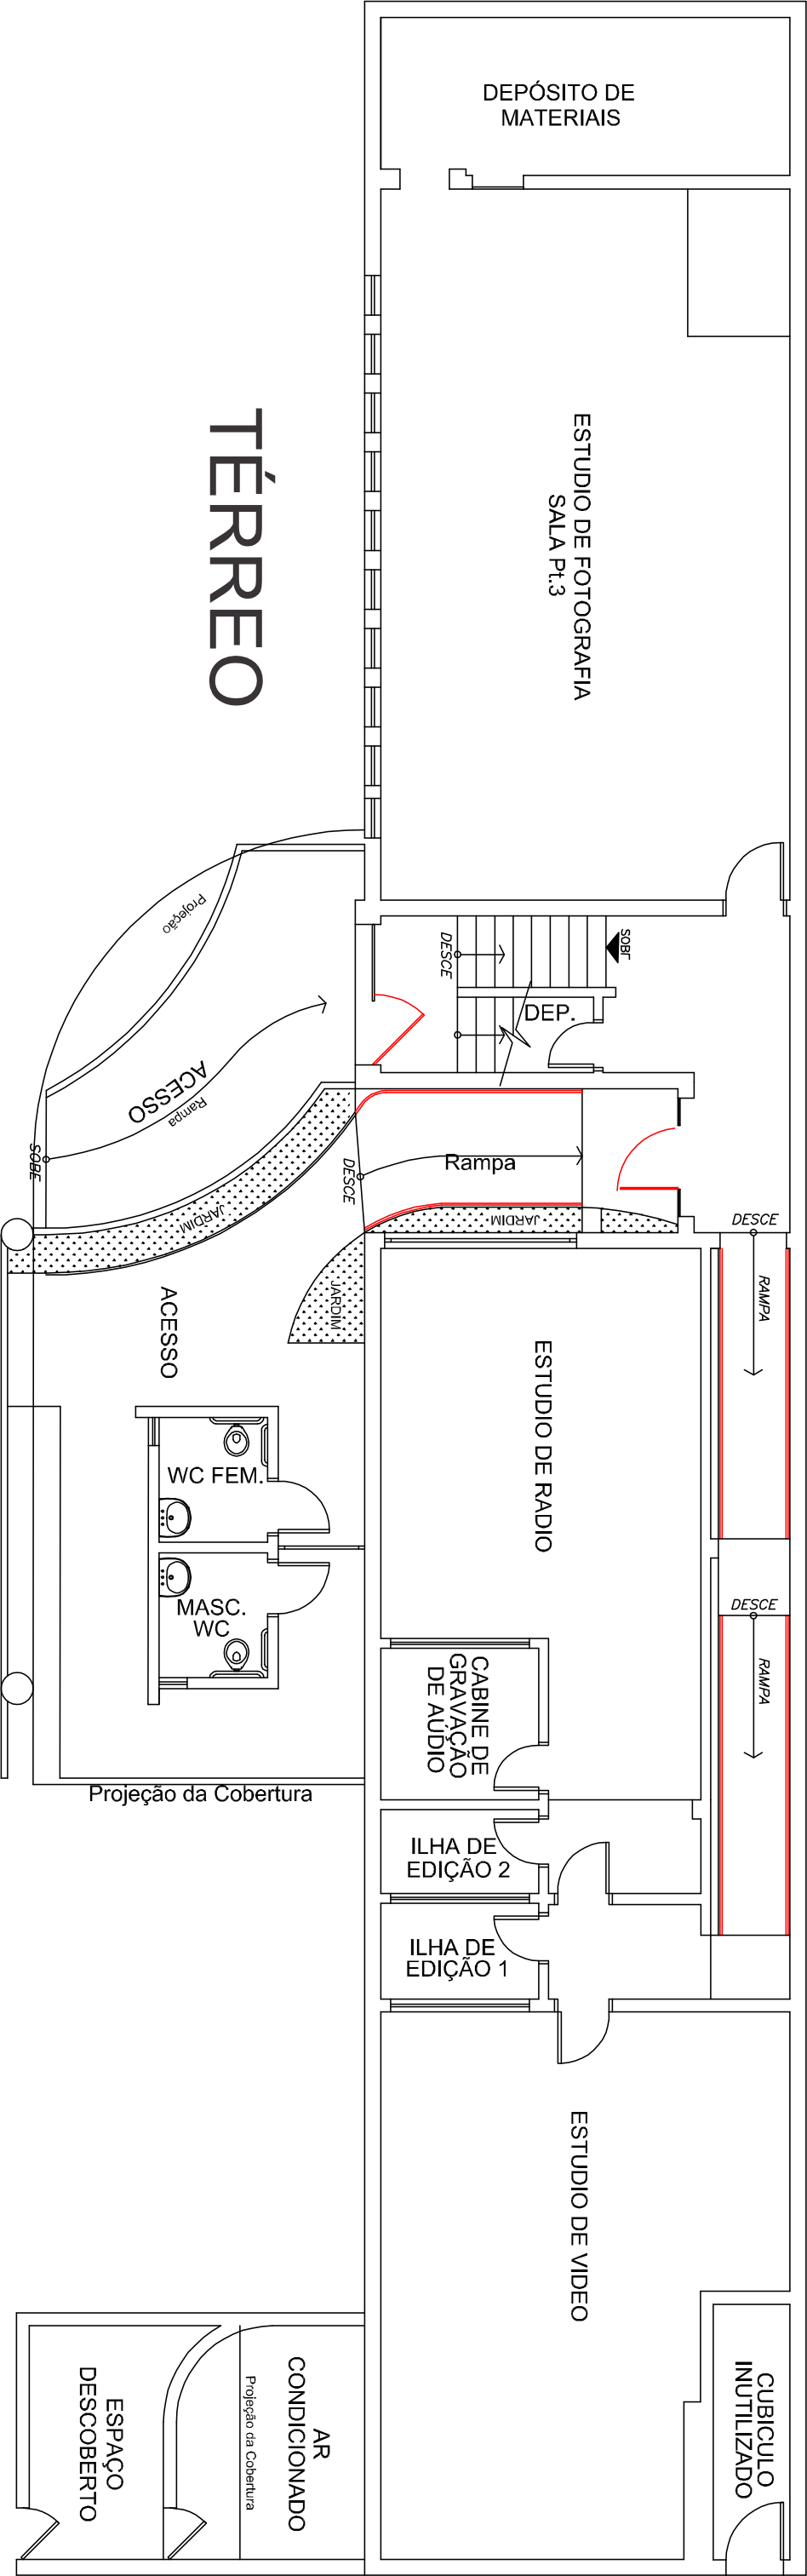 DEPÓSITO DE
MATERIAIS
ESTUDIO DE FOTOGRAFIA
SALA Pt.3
TÉRREO
Projeção
SOBE
DESCE
DEP.
ACESSO
Rampa
SOBE
DESCE
Rampa
JARDIM
JARDIM
JARDIM
DESCE
RAMPA
ACESSO
ESTUDIO DE RADIO
WC FEM.
MASC.
WC
DESCE
RAMPA
CABINE DE
GRAVAÇÃO
DE AÚDIO
Projeção da Cobertura
ILHA DE
EDIÇÃO 2
ILHA DE
EDIÇÃO 1
ESTUDIO DE VIDEO
CUBICULO
INUTILIZADO
AR
CONDICIONADO
Projeção da Cobertura
ESPAÇO
DESCOBERTO